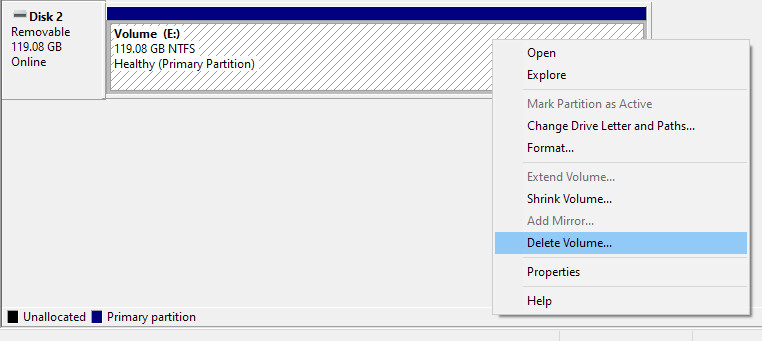 Disk 2
Removable
119.08 GB
Online
Volume (E:)
119.08 GB NTFS
Healthy (Primary Partition)
Open
Explore
Mark Partition as Active
Change Drive Letter and Paths...
Format...
Extend Volume...
Shrink Volume...
Add Mirror...
Delete Volume...
Properties
Help
Unallocated
Primary partition